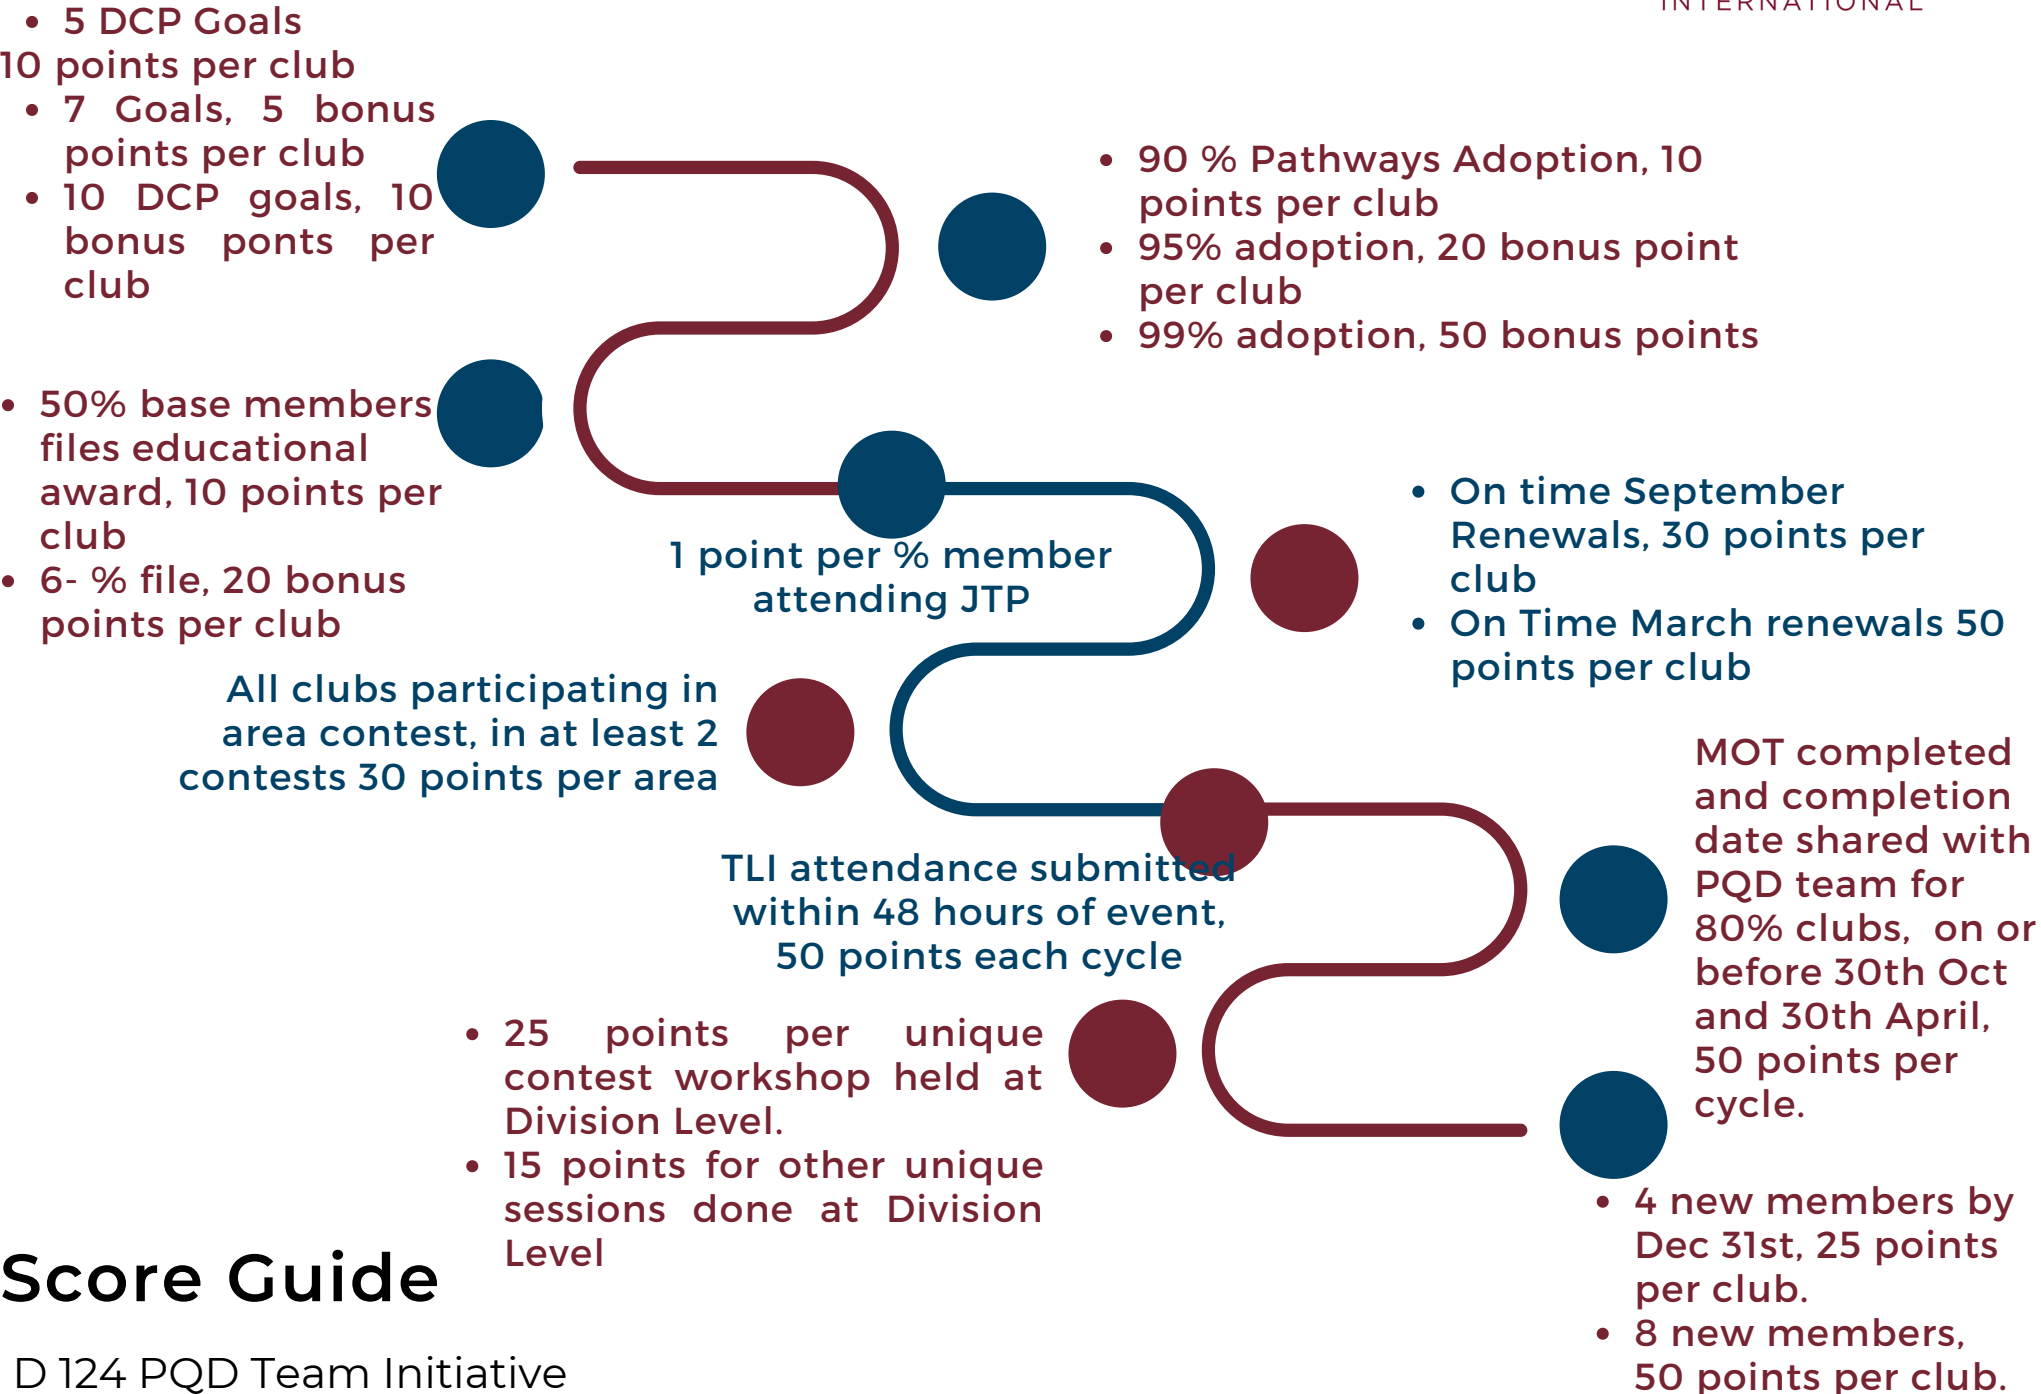 INTERNATIONAL
• 5 DCP Goals
10 points per club
• 7 Goals, 5 bonus
points per club
• 10 DCP goals, 10
bonus ponts per
club
• 90 % Pathways Adoption, 10
points per club
• 95% adoption, 20 bonus point
per club
• 99% adoption, 50 bonus points
• 50% base members
files educational
award, 10 points per
club
• 6- % file, 20 bonus
points per club
1 point per % member
attending JTP
• On time September
Renewals, 30 points per
club
• On Time March renewals 50
points per club
All clubs participating in
area contest, in at least 2
contests 30 points per area
TLI attendance submitted
within 48 hours of event,
50 points each cycle
MOT completed
and completion
date shared with
PQD team for
80% clubs, on or
before 30th Oct
and 30th April,
50 points per
cycle.
• 25 points per unique
contest workshop held at
Division Level.
• 15 points for other unique
sessions done at Division
Level
• 4 new members by
Dec 31st, 25 points
per club.
• 8 new members,
50 points per club.
Score Guide
D 124 PQD Team Initiative